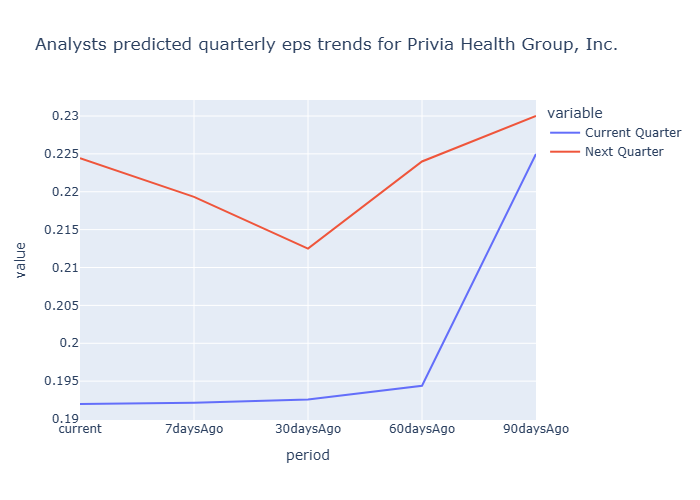 Analysts predicted quarterly eps trends for Privia Health Group, Inc.
variable
Current Quarter
Next Quarter
value
0.23
0.225
0.22
0.215
0.21
0.205
0.2
0.195
0.19
current
7daysAgo
30daysAgo
60daysAgo
90daysAgo
period